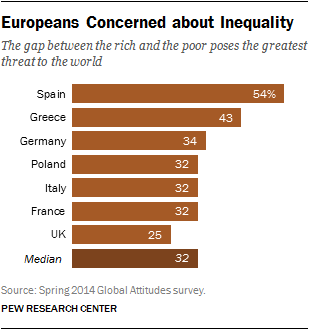 Europeans Concerned about Inequality
The gap between the rich and the poor poses the greatest
threat to the world
Spain 54%
Greece 43
Germany 34
Poland 32
Italy 32
France 32
UK 25
Median 32
Source: Spring 2014 Global Attitudes survey.
PEW RESEARCH CENTER